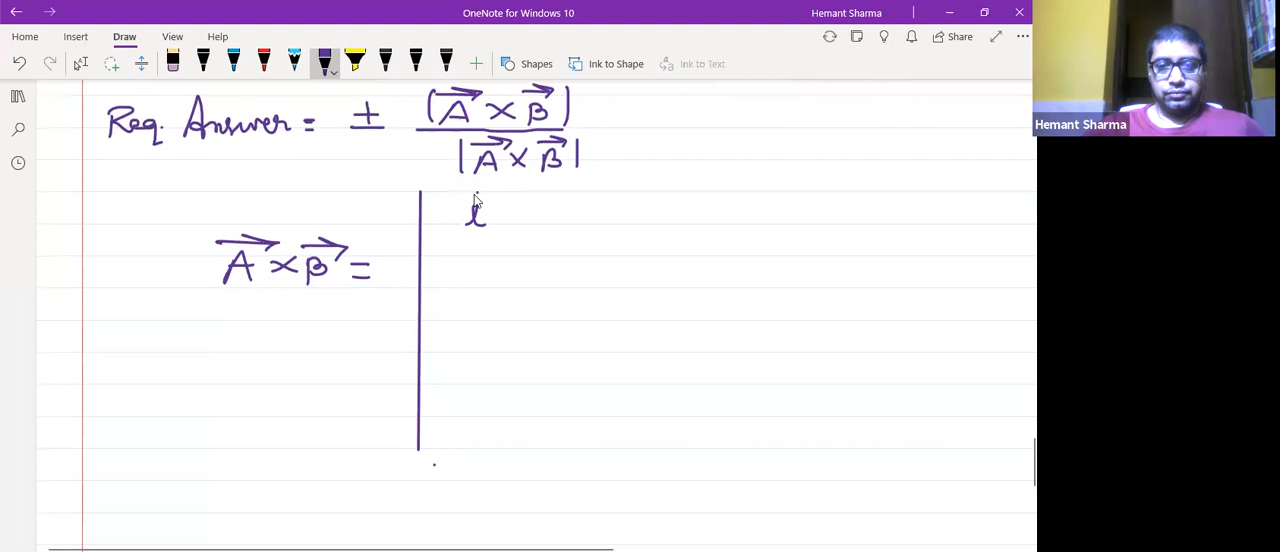 OneNote for Windows 10
Hemant Sharma
Home Insert Draw View Help
Share
Shapes Ink to Shape Ink to Text
Req. Answer = ± (A⃗ × B⃗)
|A⃗ × B⃗|
i
A⃗ × B⃗ =
Hemant Sharma